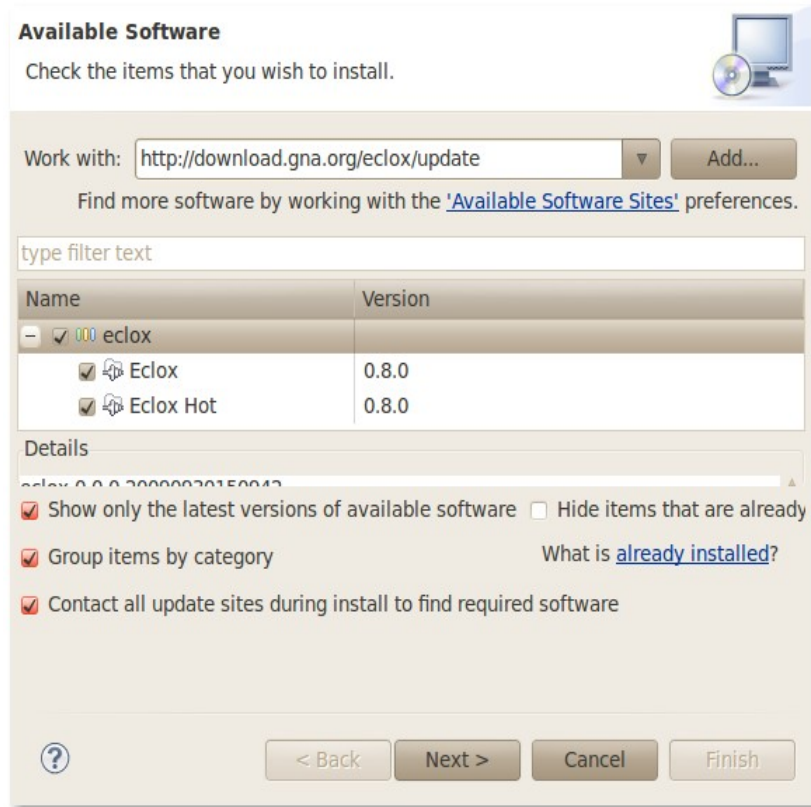 Available Software
Check the items that you wish to install.
Work with: http://download.gna.org/eclox/update Add...
Find more software by working with the 'Available Software Sites' preferences.
type filter text
Name Version
eclox
Eclox 0.8.0
Eclox Hot 0.8.0
Details
Show only the latest versions of available software Hide items that are already
Group items by category What is already installed?
Contact all update sites during install to find required software
? < Back Next > Cancel Finish